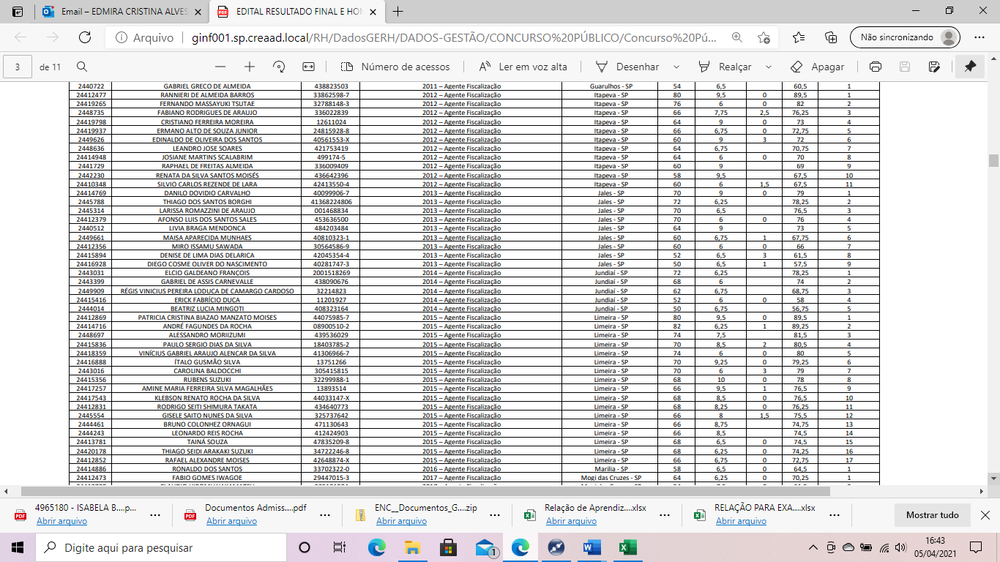 Email – EDMIRA CRISTINA ALVES EDITAL RESULTADO FINAL E HOM
Arquivo ginf001.sp.creaad.local/RH/DadosGERH/DADOS-GESTÃO/CONCURSO%20PÚBLICO/Concurso%20Pú... Não sincronizando
3 de 11 Número de acessos Ler em voz alta Desenhar Realçar Apagar
2440722 GABRIEL GRECO DE ALMEIDA 438823503 2011 – Agente Fiscalização Guarulhos - SP 54 6,5 60,5 1
24412477 RANNIERI DE ALMEIDA BARROS 33862598-7 2012 – Agente Fiscalização Itapeva - SP 80 9,5 0 89,5 1
24419265 FERNANDO MASSAYUKI TSUTAE 32788148-3 2012 – Agente Fiscalização Itapeva - SP 76 6 0 82 2
2448735 FABIANO RODRIGUES DE ARAUJO 336022839 2012 – Agente Fiscalização Itapeva - SP 66 7,75 2,5 76,25 3
24419798 CRISTIANO FERREIRA MOREIRA 12611024 2012 – Agente Fiscalização Itapeva - SP 64 9 0 73 4
24419937 ERMANO ALTO DE SOUZA JUNIOR 24815928-8 2012 – Agente Fiscalização Itapeva - SP 66 6,75 0 72,75 5
2449626 EDINALDO DE OLIVEIRA DOS SANTOS 40561553-X 2012 – Agente Fiscalização Itapeva - SP 60 9 3 72 6
2448636 LEANDRO JOSE SOARES 421753419 2012 – Agente Fiscalização Itapeva - SP 64 6,75 70,75 7
24414948 JOSIANE MARTINS SCALABRIM 499174-5 2012 – Agente Fiscalização Itapeva - SP 64 6 0 70 8
2441729 RAPHAEL DE FREITAS ALMEIDA 336009409 2012 – Agente Fiscalização Itapeva - SP 60 9 69 9
2442230 RENATA DA SILVA SANTOS MOISÉS 436642396 2012 – Agente Fiscalização Itapeva - SP 58 9,5 67,5 10
24410348 SILVIO CARLOS REZENDE DE LARA 42413550-4 2012 – Agente Fiscalização Itapeva - SP 60 6 1,5 67,5 11
24414769 DANILO DOVIDIO CARVALHO 40099906-7 2013 – Agente Fiscalização Jales - SP 70 9 0 79 1
2445788 THIAGO DOS SANTOS BORGHI 41368224806 2013 – Agente Fiscalização Jales - SP 72 6,25 78,25 2
2445314 LARISSA ROMAZZINI DE ARAUJO 001468834 2013 – Agente Fiscalização Jales - SP 70 6,5 76,5 3
24412379 AFONSO LUIS DOS SANTOS SALES 453636500 2013 – Agente Fiscalização Jales - SP 70 6 0 76 4
2440512 LIVIA BRAGA MENDONCA 484203484 2013 – Agente Fiscalização Jales - SP 64 9 73 5
2449661 MAISA APARECIDA MUNHAES 40810323-1 2013 – Agente Fiscalização Jales - SP 60 6,75 1 67,75 6
24412356 MIRO ISSAMU SAWADA 30564586-9 2013 – Agente Fiscalização Jales - SP 60 6 0 66 7
24415894 DENISE DE LIMA DIAS DELARICA 42045354-4 2013 – Agente Fiscalização Jales - SP 52 6,5 3 61,5 8
24416928 DIEGO COSME OLIVER DO NASCIMENTO 40281747-3 2013 – Agente Fiscalização Jales - SP 50 6,5 1 57,5 9
2443031 ELCIO GALDEANO FRANÇOIS 2001518269 2014 – Agente Fiscalização Jundiaí - SP 72 6,25 78,25 1
2443399 GABRIEL DE ASSIS CARNEVALLE 438090676 2014 – Agente Fiscalização Jundiaí - SP 68 6 74 2
2449909 RÉGIS VINICIUS PEREIRA LODUCA DE CAMARGO CARDOSO 32214823 2014 – Agente Fiscalização Jundiaí - SP 62 6,75 68,75 3
24415416 ERICK FABRÍCIO DUCA 11201927 2014 – Agente Fiscalização Jundiaí - SP 52 6 0 58 4
2444014 BEATRIZ LUCIA MINGOTI 408323164 2014 – Agente Fiscalização Jundiaí - SP 50 6,75 56,75 5
24412869 PATRICIA CRISTINA BIAZAO MANZATO MOISES 44075985-7 2015 – Agente Fiscalização Limeira - SP 80 9,5 0 89,5 1
24414716 ANDRÉ FAGUNDES DA ROCHA 08900510-2 2015 – Agente Fiscalização Limeira - SP 82 6,25 1 89,25 2
2448697 ALESSANDRO MORIIZUMI 439536029 2015 – Agente Fiscalização Limeira - SP 74 7,5 81,5 3
24415836 PAULO SERGIO DIAS DA SILVA 18403785-2 2015 – Agente Fiscalização Limeira - SP 70 8,5 2 80,5 4
24418359 VINÍCIUS GABRIEL ARAUJO ALENCAR DA SILVA 41306966-7 2015 – Agente Fiscalização Limeira - SP 74 6 0 80 5
24416888 ÍTALO GUSMÃO SILVA 13751266 2015 – Agente Fiscalização Limeira - SP 70 9,25 0 79,25 6
2443016 CAROLINA BALDOCCHI 305415815 2015 – Agente Fiscalização Limeira - SP 70 6 3 79 7
24415356 RUBENS SUZUKI 32299988-1 2015 – Agente Fiscalização Limeira - SP 68 10 0 78 8
24417257 AMINE MARIA FERREIRA SILVA MAGALHÃES 13893514 2015 – Agente Fiscalização Limeira - SP 66 9,5 1 76,5 9
24417543 KLEBSON RENATO ROCHA DA SILVA 44033147-X 2015 – Agente Fiscalização Limeira - SP 68 8,5 0 76,5 10
24412831 RODRIGO SEITI SHIMURA TAKATA 434640773 2015 – Agente Fiscalização Limeira - SP 68 8,25 0 76,25 11
2445554 GISELE SAITO NUNES DA SILVA 325737642 2015 – Agente Fiscalização Limeira - SP 66 8 1,5 75,5 12
2444461 BRUNO COLONHEZ ORNAGUI 471130643 2015 – Agente Fiscalização Limeira - SP 66 8,75 74,75 13
2444243 LEONARDO REIS ROCHA 412424903 2015 – Agente Fiscalização Limeira - SP 66 8,5 74,5 14
24413781 TAINÁ SOUZA 47835209-8 2015 – Agente Fiscalização Limeira - SP 68 6,5 0 74,5 15
24420178 THIAGO SEIDI ARAKAKI SUZUKI 34722246-8 2015 – Agente Fiscalização Limeira - SP 68 6,25 0 74,25 16
24412852 RAFAEL ALEXANDRE MOISES 42648874-X 2015 – Agente Fiscalização Limeira - SP 66 6,75 0 72,75 17
24414886 RONALDO DOS SANTOS 33702322-0 2016 – Agente Fiscalização Marília - SP 58 6,5 0 64,5 1
24412473 FABIO GOMES IWAGOE 29447015-3 2017 – Agente Fiscalização Mogi das Cruzes - SP 64 6,25 0 70,25 1
4965180 - ISABELA B....p... Documentos Admiss....pdf ENC__Documentos_G....zip Relação de Aprendiz....xlsx RELAÇÃO PARA EXA....xlsx Mostrar tudo
Abrir arquivo Abrir arquivo Abrir arquivo Abrir arquivo Abrir arquivo
Digite aqui para pesquisar 1 16:43
05/04/2021